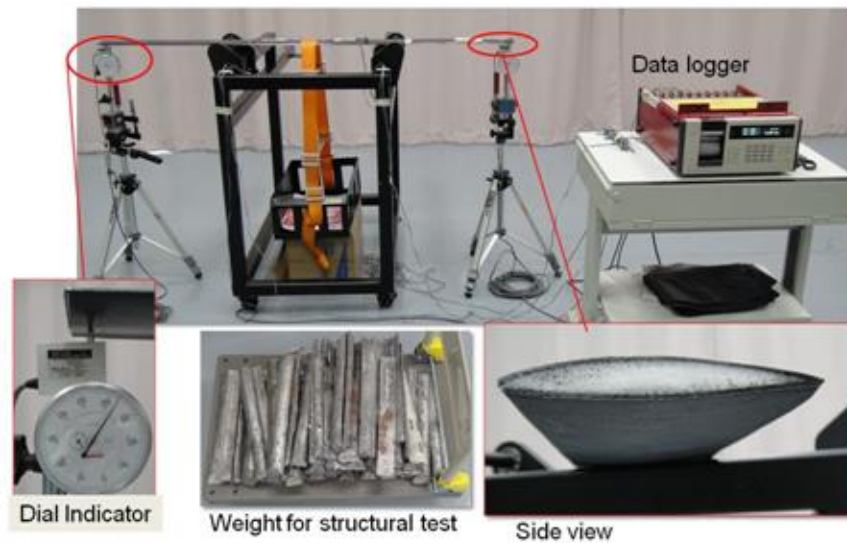 Data logger
Dial Indicator
Weight for structural test
Side view